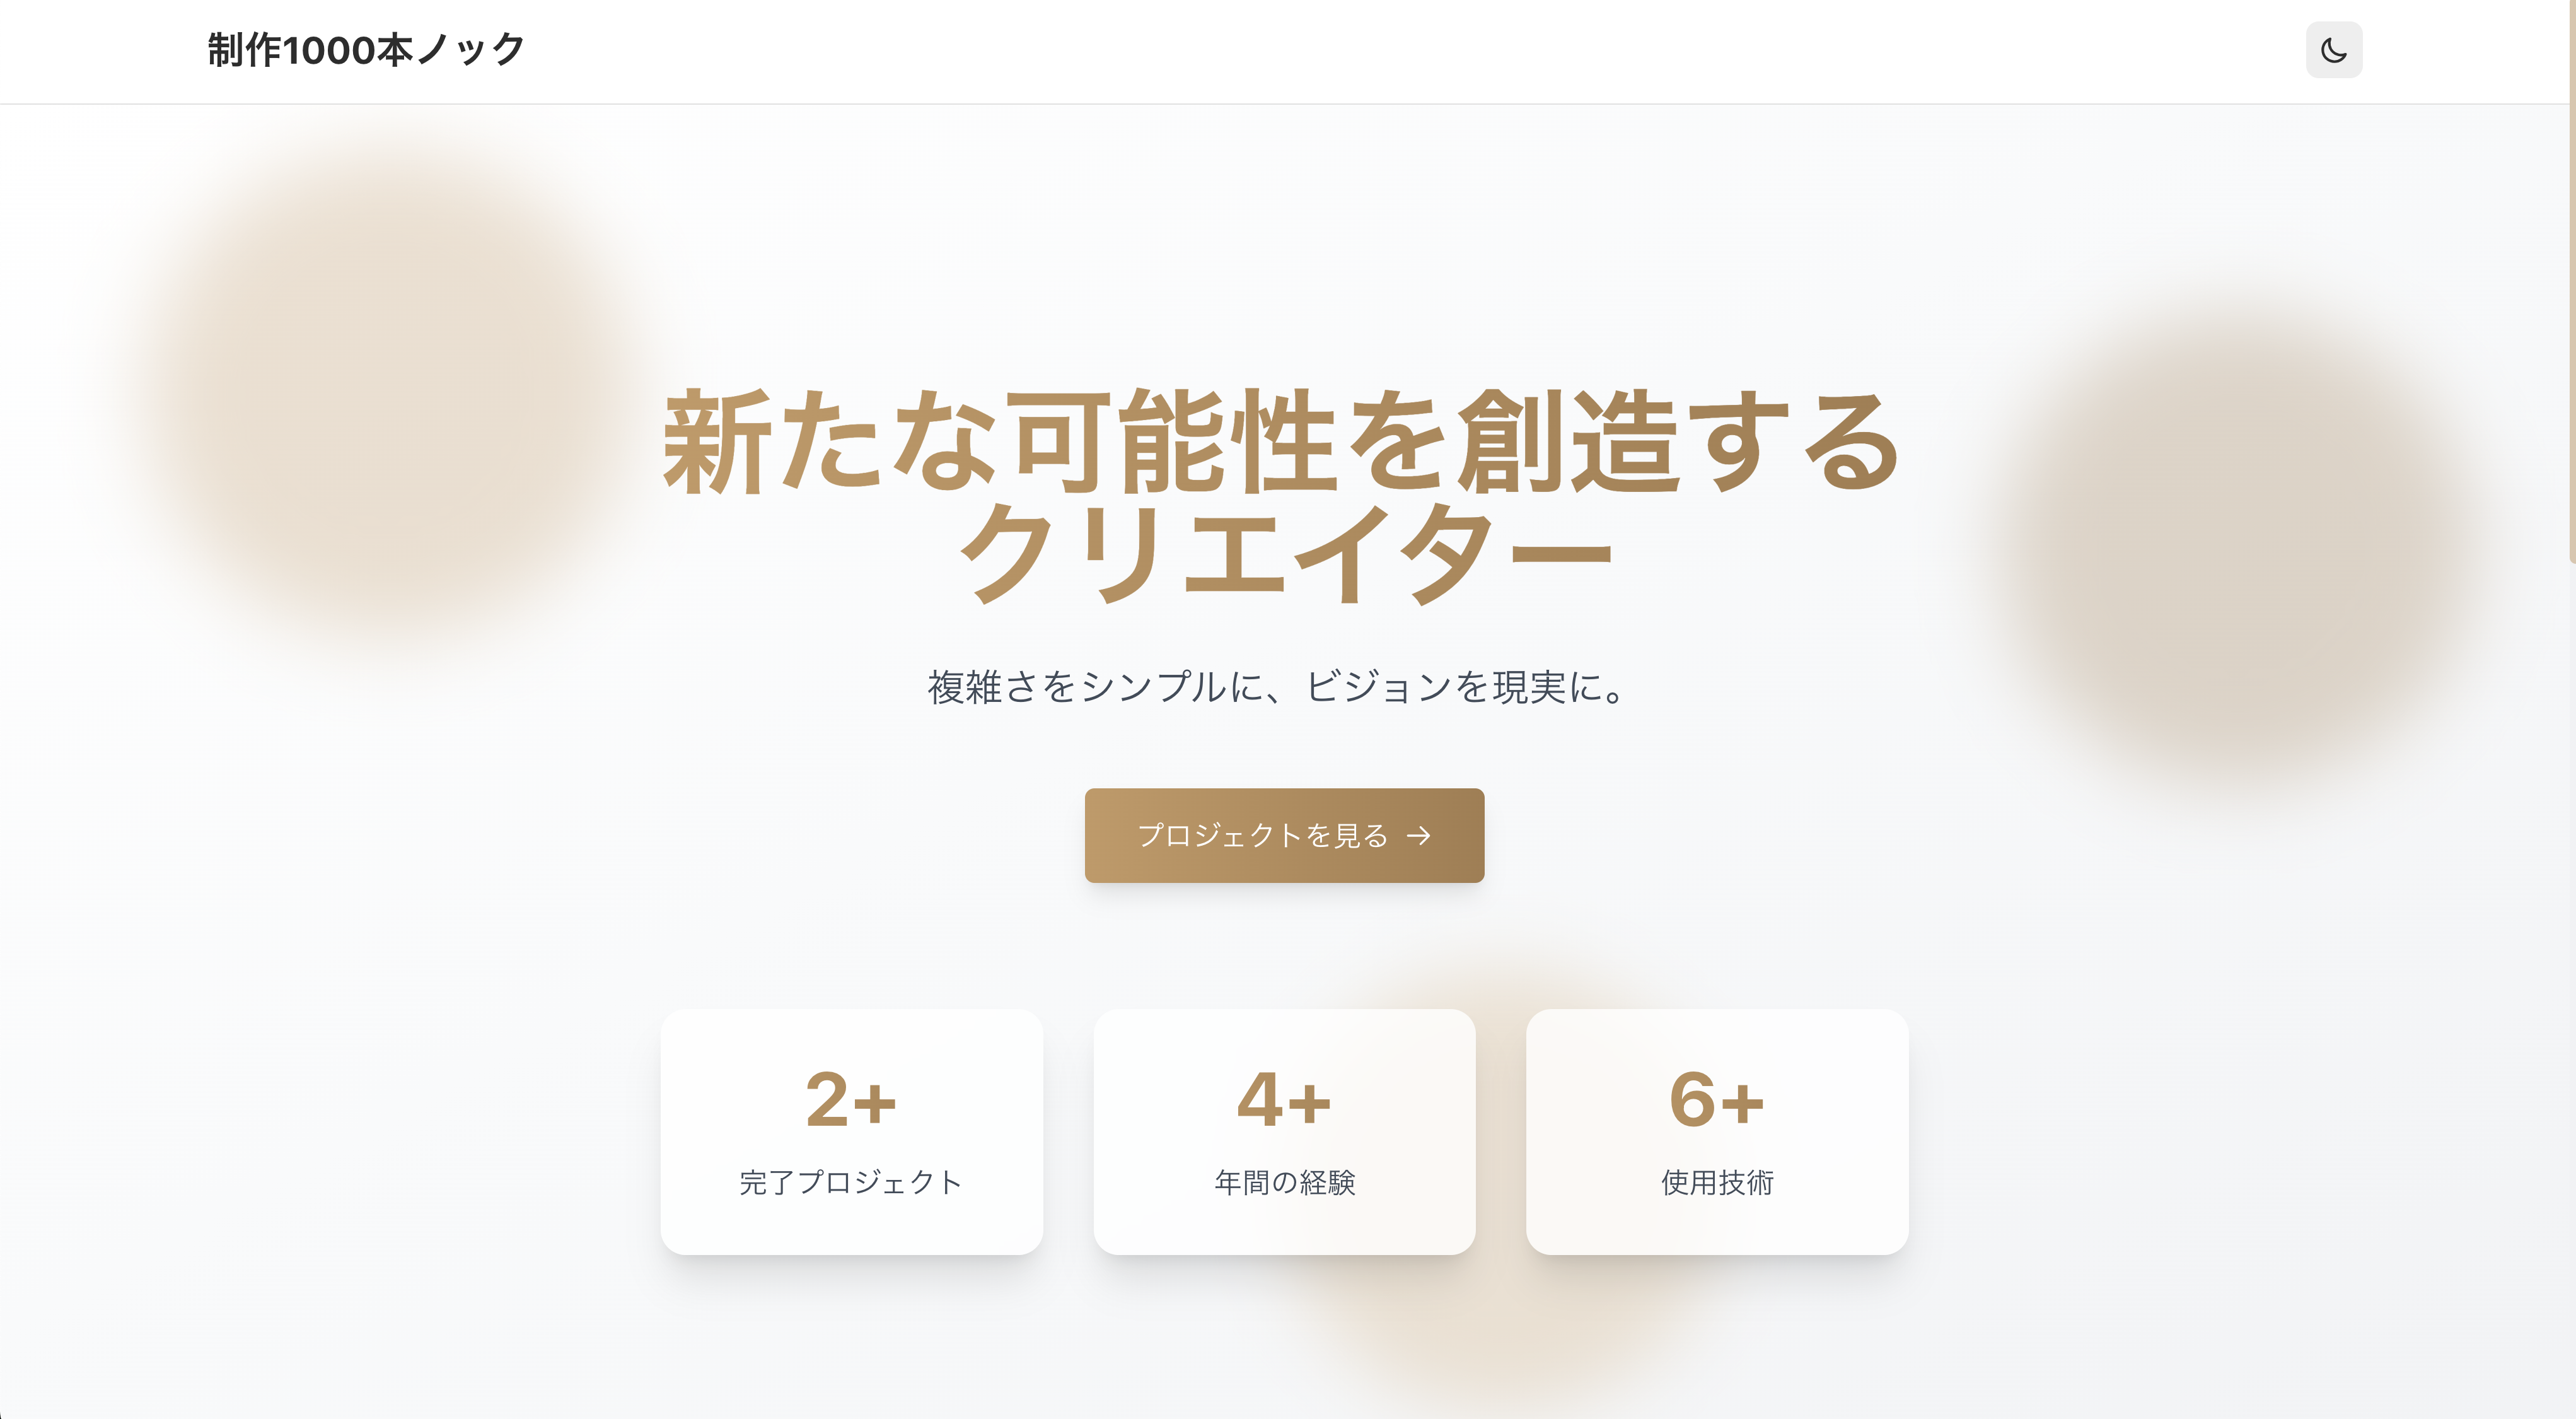 制作1000本ノック
新たな可能性を創造する
クリエイター
複雑さをシンプルに、ビジョンを現実に。
プロジェクトを見る →
2+
完了プロジェクト
4+
年間の経験
6+
使用技術